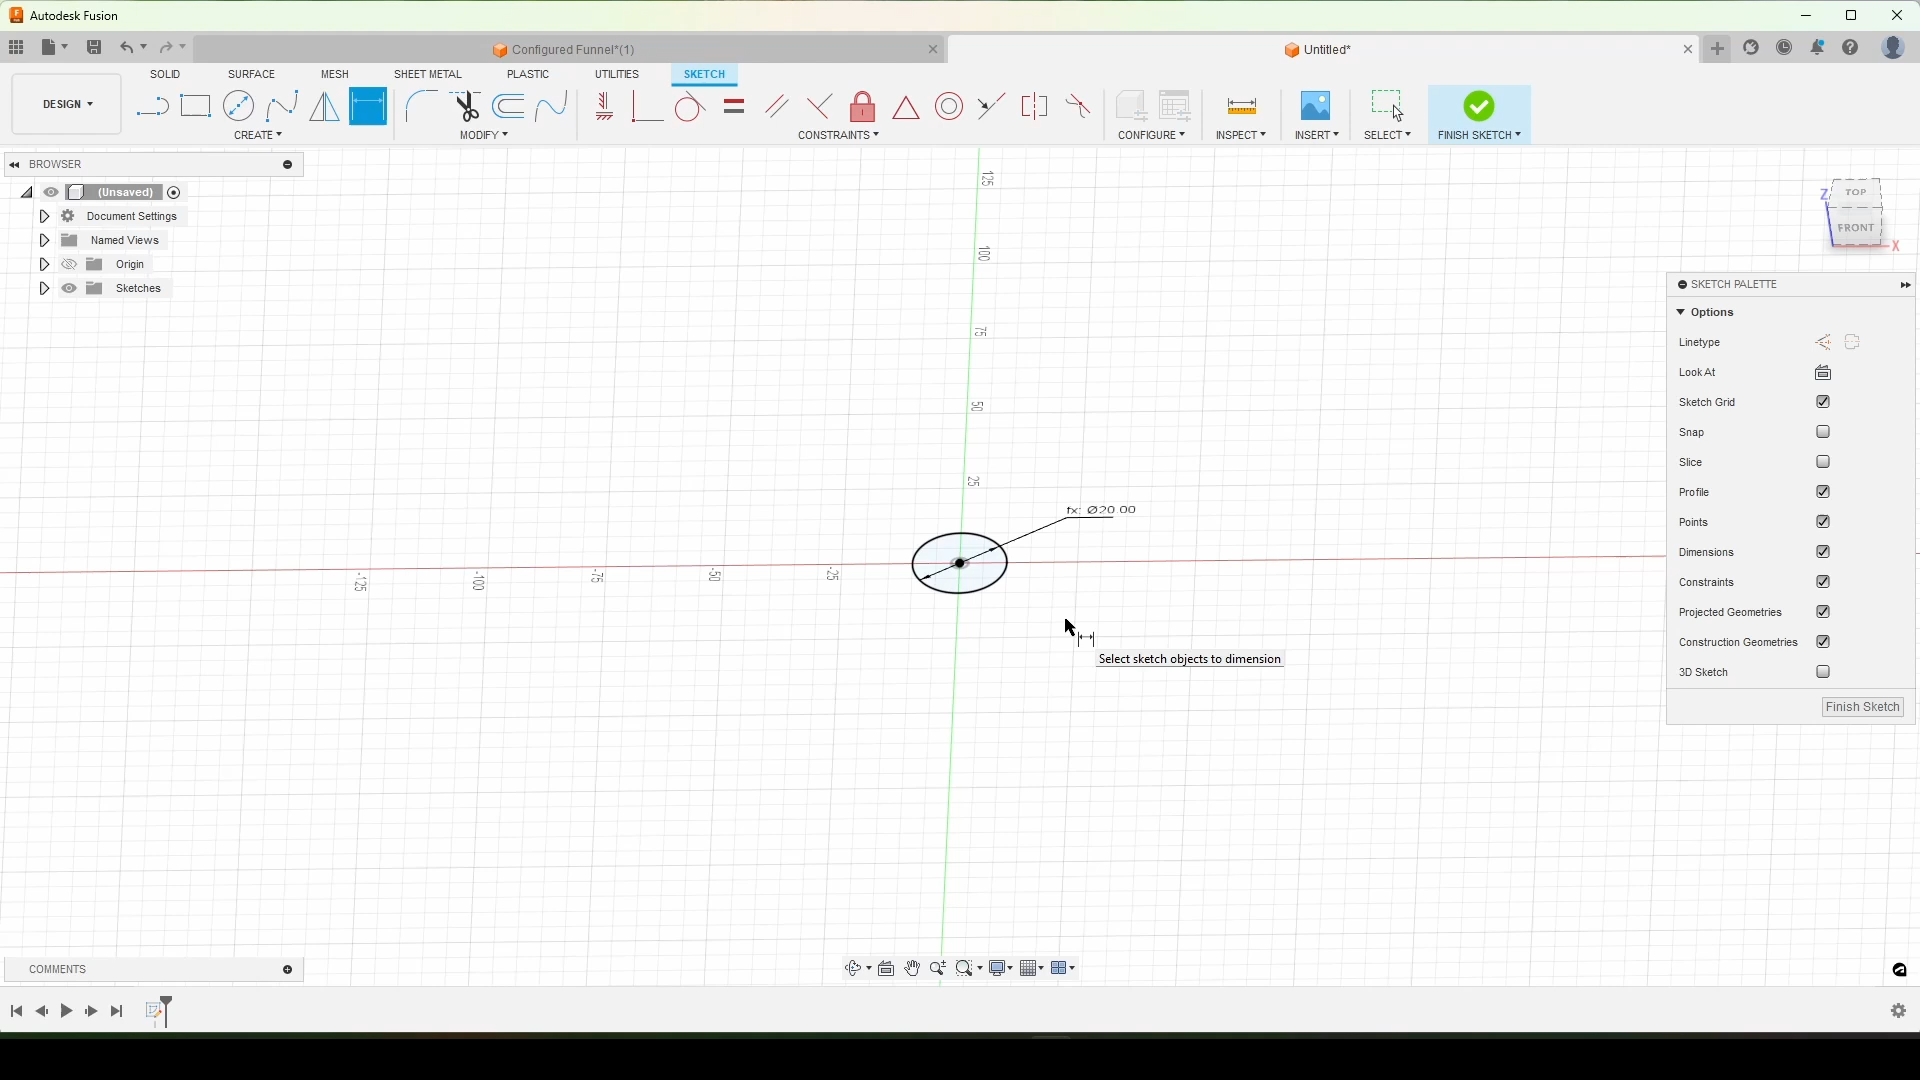 Autodesk Fusion
Configured Funnel*(1)
Untitled*
DESIGN
SOLID
SURFACE
MESH
SHEET METAL
PLASTIC
UTILITIES
SKETCH
CREATE
MODIFY
CONSTRAINTS
CONFIGURE
INSPECT
INSERT
SELECT
FINISH SKETCH
BROWSER
(Unsaved)
Document Settings
Named Views
Origin
Sketches
125
100
75
50
25
-125
-100
-75
-50
-25
fx: Ø20.00
Select sketch objects to dimension
TOP
FRONT
Z
X
SKETCH PALETTE
Options
Linetype
Look At
Sketch Grid
Snap
Slice
Profile
Points
Dimensions
Constraints
Projected Geometries
Construction Geometries
3D Sketch
Finish Sketch
COMMENTS